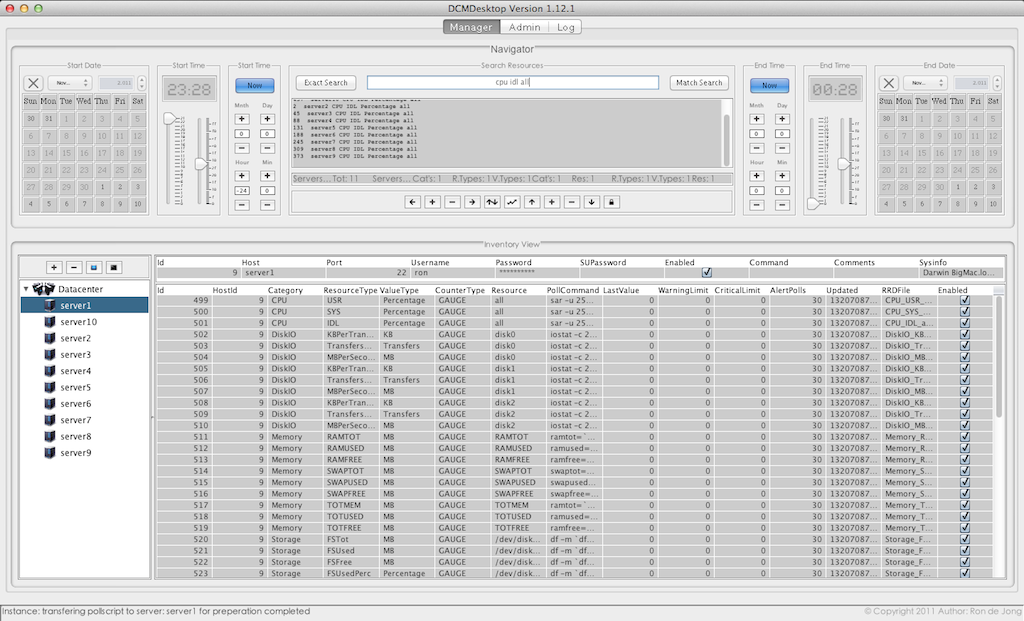 DCMDesktop Version 1.12.1
Manager Admin Log
Navigator
Start Date Start Time Start Time Search Resources End Time End Time End Date
Nov... 2.011 23:28 Now Exact Search cpu idl all Match Search Now 00:28 Nov... 2.011
Sun Mon Tue Wed Thu Fri Sat Mnth Day Mnth Day Sun Mon Tue Wed Thu Fri Sat
30 31 1 2 3 4 5 + + + + 30 31 1 2 3 4 5
6 7 8 9 10 11 12 0 0 0 0 6 7 8 9 10 11 12
13 14 15 16 17 18 19 − − − − 13 14 15 16 17 18 19
20 21 22 23 24 25 26 Hour Min Hour Min 20 21 22 23 24 25 26
27 28 29 30 1 2 3 + + + + 27 28 29 30 1 2 3
4 5 6 7 8 9 10 -24 0 0 0 4 5 6 7 8 9 10
2 server2 CPU IDL Percentage all
45 server3 CPU IDL Percentage all
88 server4 CPU IDL Percentage all
131 server5 CPU IDL Percentage all
188 server6 CPU IDL Percentage all
245 server7 CPU IDL Percentage all
309 server8 CPU IDL Percentage all
373 server9 CPU IDL Percentage all
Servers...Tot: 11 Servers...Cat's: 1 R.Types: 1 V.Types: 1 Cat's: 1 Res: 1 R.Types: 1 V.Types: 1 Res: 1
Inventory View
Datacenter
server1
server10
server2
server3
server4
server5
server6
server7
server8
server9
Id Host Port Username Password SUPassword Enabled Command Comments Sysinfo
9 server1 22 ron ********** Darwin BigMac.lo...
Id HostId Category ResourceType ValueType CounterType Resource PollCommand LastValue WarningLimit CriticalLimit AlertPolls Updated RRDFile Enabled
499 9 CPU USR Percentage GAUGE all sar -u 25... 0 0 0 30 13207087... CPU_USR_...
500 9 CPU SYS Percentage GAUGE all sar -u 25... 0 0 0 30 13207087... CPU_SYS_...
501 9 CPU IDL Percentage GAUGE all sar -u 25... 0 0 0 30 13207087... CPU_IDL_a...
502 9 DiskIO KBPerTran... KB GAUGE disk0 iostat -c 2... 0 0 0 30 13207087... DiskIO_KB...
503 9 DiskIO Transfers... Transfers GAUGE disk0 iostat -c 2... 0 0 0 30 13207087... DiskIO_Tr...
504 9 DiskIO MBPerSeco... MB GAUGE disk0 iostat -c 2... 0 0 0 30 13207087... DiskIO_MB...
505 9 DiskIO KBPerTran... KB GAUGE disk1 iostat -c 2... 0 0 0 30 13207087... DiskIO_KB...
506 9 DiskIO Transfers... Transfers GAUGE disk1 iostat -c 2... 0 0 0 30 13207087... DiskIO_Tr...
507 9 DiskIO MBPerSeco... MB GAUGE disk1 iostat -c 2... 0 0 0 30 13207087... DiskIO_MB...
508 9 DiskIO KBPerTran... KB GAUGE disk2 iostat -c 2... 0 0 0 30 13207087... DiskIO_KB...
509 9 DiskIO Transfers... Transfers GAUGE disk2 iostat -c 2... 0 0 0 30 13207087... DiskIO_Tr...
510 9 DiskIO MBPerSeco... MB GAUGE disk2 iostat -c 2... 0 0 0 30 13207087... DiskIO_MB...
511 9 Memory RAMTOT MB GAUGE RAMTOT ramtot=`... 0 0 0 30 13207087... Memory_R...
512 9 Memory RAMUSED MB GAUGE RAMUSED ramused=... 0 0 0 30 13207087... Memory_R...
513 9 Memory RAMFREE MB GAUGE RAMFREE ramfree=... 0 0 0 30 13207087... Memory_R...
514 9 Memory SWAPTOT MB GAUGE SWAPTOT swaptot=... 0 0 0 30 13207087... Memory_S...
515 9 Memory SWAPUSED MB GAUGE SWAPUSED swapused... 0 0 0 30 13207087... Memory_S...
516 9 Memory SWAPFREE MB GAUGE SWAPFREE swapfree=... 0 0 0 30 13207087... Memory_S...
517 9 Memory TOTMEM MB GAUGE TOTMEM ramtot=`... 0 0 0 30 13207087... Memory_T...
518 9 Memory TOTUSED MB GAUGE TOTUSED ramused=... 0 0 0 30 13207087... Memory_T...
519 9 Memory TOTFREE MB GAUGE TOTFREE ramfree=... 0 0 0 30 13207087... Memory_T...
520 9 Storage FSTot MB GAUGE /dev/disk... df -m `df... 0 0 0 30 13207087... Storage_F...
521 9 Storage FSUsed MB GAUGE /dev/disk... df -m `df... 0 0 0 30 13207087... Storage_F...
522 9 Storage FSFree MB GAUGE /dev/disk... df -m `df... 0 0 0 30 13207087... Storage_F...
523 9 Storage FSUsedPerc Percentage GAUGE /dev/disk... df -m `df... 0 0 0 30 13207087... Storage_F...
Instance: transfering pollscript to server: server1 for preperation completed
© Copyright 2011 Author: Ron de Jong